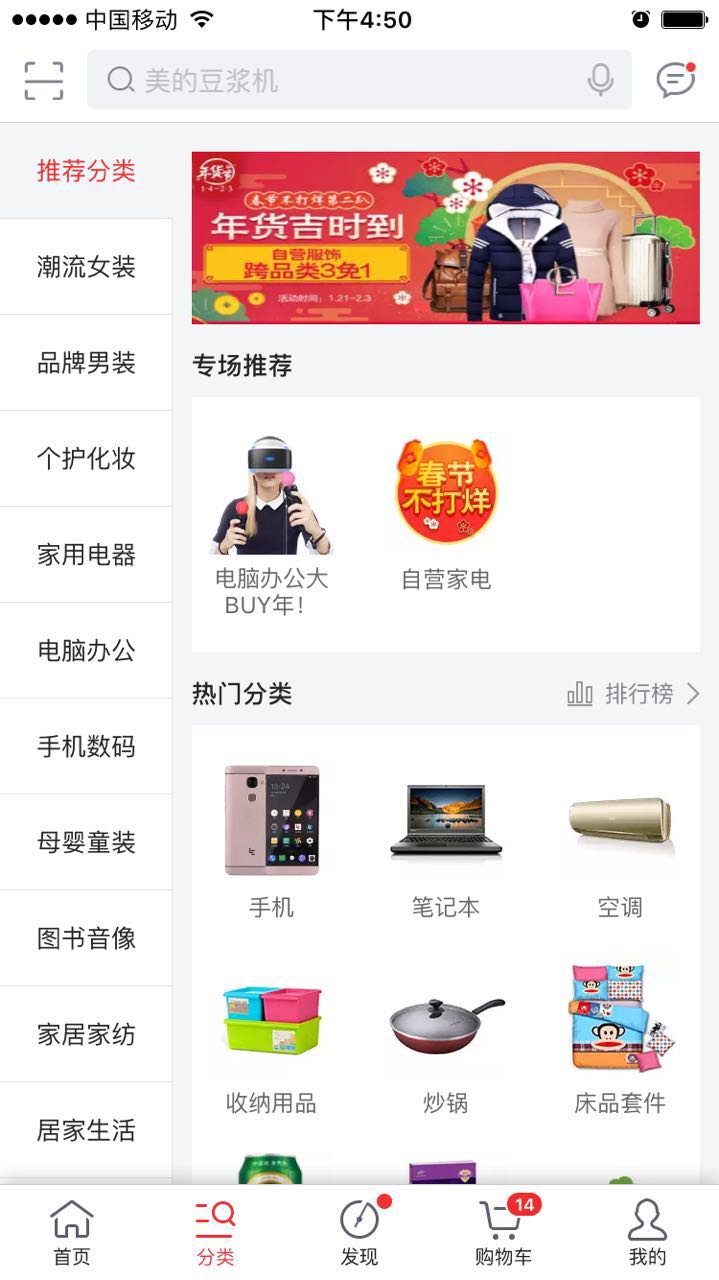 中国移动
下午4:50
美的豆浆机
推荐分类
潮流女装
品牌男装
个护化妆
家用电器
电脑办公
手机数码
母婴童装
图书音像
家居家纺
居家生活
年货节
1·4~2·3
春节不打烊第二趴
年货吉时到
自营服饰
跨品类3免1
活动时间：1.21~2.3
专场推荐
春节
不打烊
电脑办公大
BUY年！
自营家电
热门分类
排行榜
15:24
手机
笔记本
空调
收纳用品
炒锅
床品套件
首页
分类
发现
14
购物车
我的